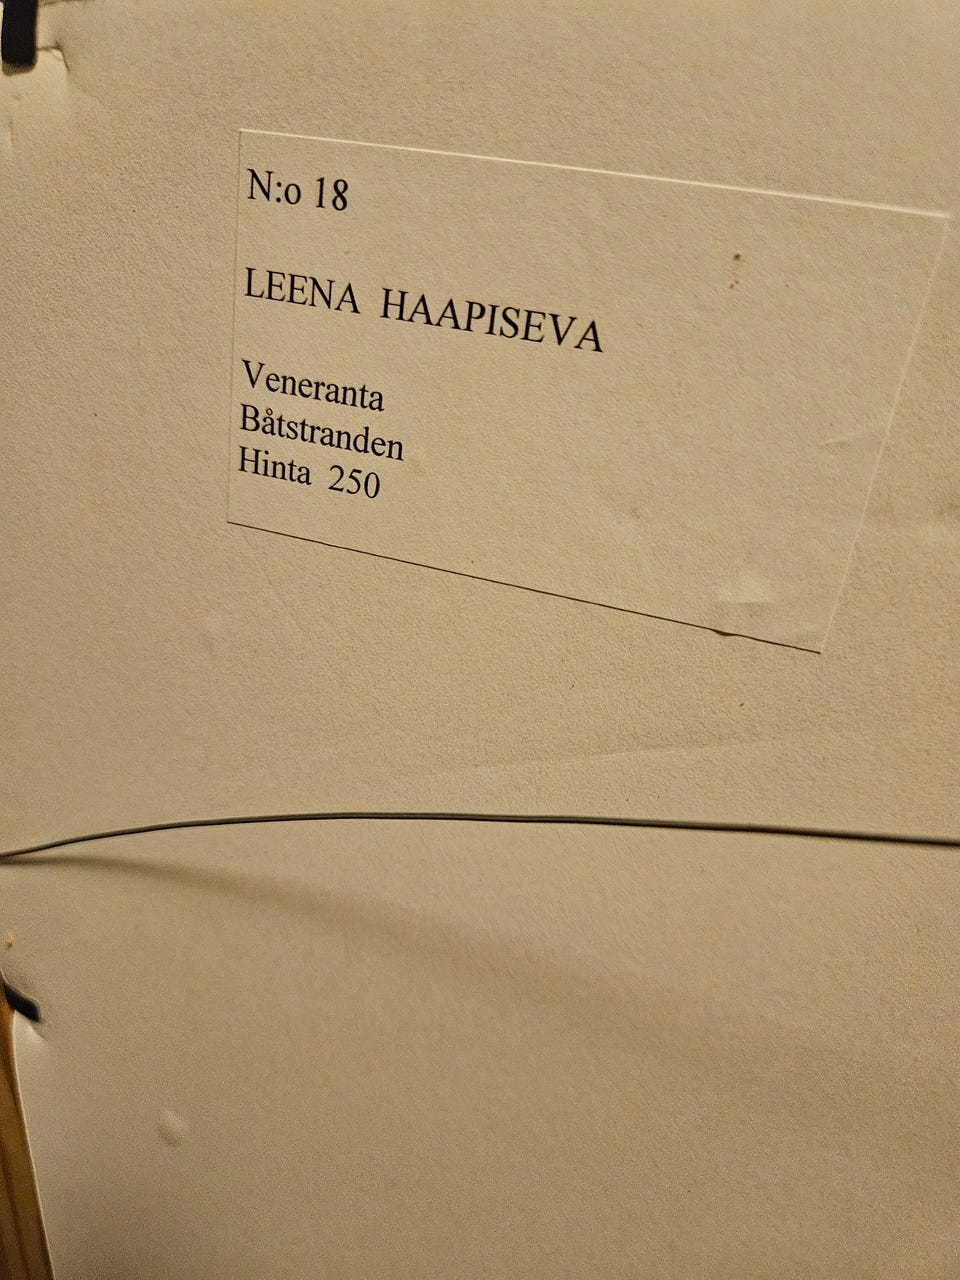 N:o 18
LEENA HAAPISEVA
Veneranta
Båtstranden
Hinta 250